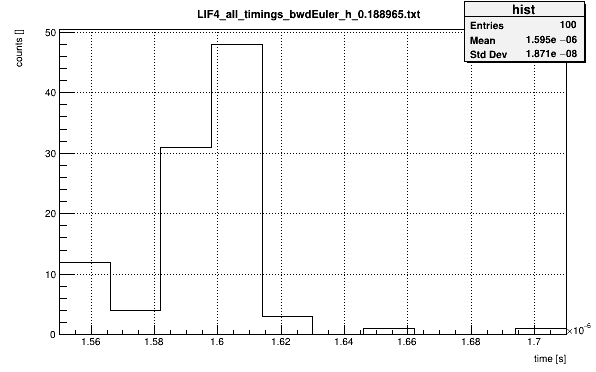 LIF4_all_timings_bwdEuler_h_0.188965.txt
hist
Entries 100
Mean 1.595e −06
Std Dev 1.871e −08
counts []
50
40
30
20
10
0
1.56 1.58 1.6 1.62 1.64 1.66 1.68 1.7
×10⁻⁶
time [s]